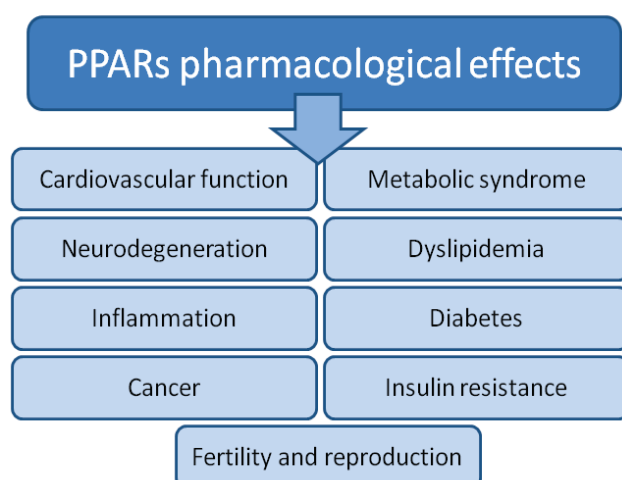 PPARs pharmacological effects
Cardiovascular function
Metabolic syndrome
Neurodegeneration
Dyslipidemia
Inflammation
Diabetes
Cancer
Insulin resistance
Fertility and reproduction